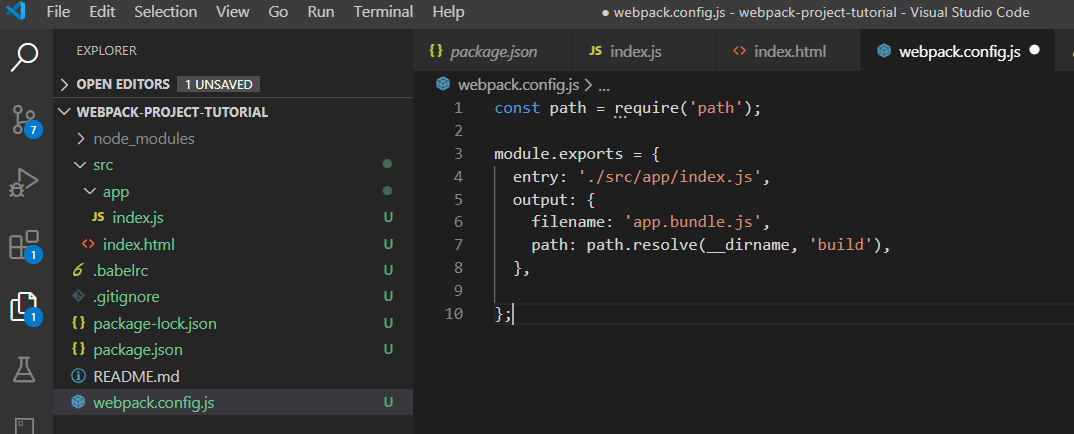 File Edit Selection View Go Run Terminal Help ● webpack.config.js - webpack-project-tutorial - Visual Studio Code
EXPLORER
OPEN EDITORS 1 UNSAVED
WEBPACK-PROJECT-TUTORIAL
node_modules
src
app
JS index.js U
<> index.html U
6 .babelrc U
.gitignore U
{} package-lock.json U
{} package.json U
README.md
webpack.config.js U
7
1
1
{} package.json JS index.js <> index.html webpack.config.js ●
webpack.config.js > ...
1 const path = require('path');
2
3 module.exports = {
4 entry: './src/app/index.js',
5 output: {
6 filename: 'app.bundle.js',
7 path: path.resolve(__dirname, 'build'),
8 },
9
10 };